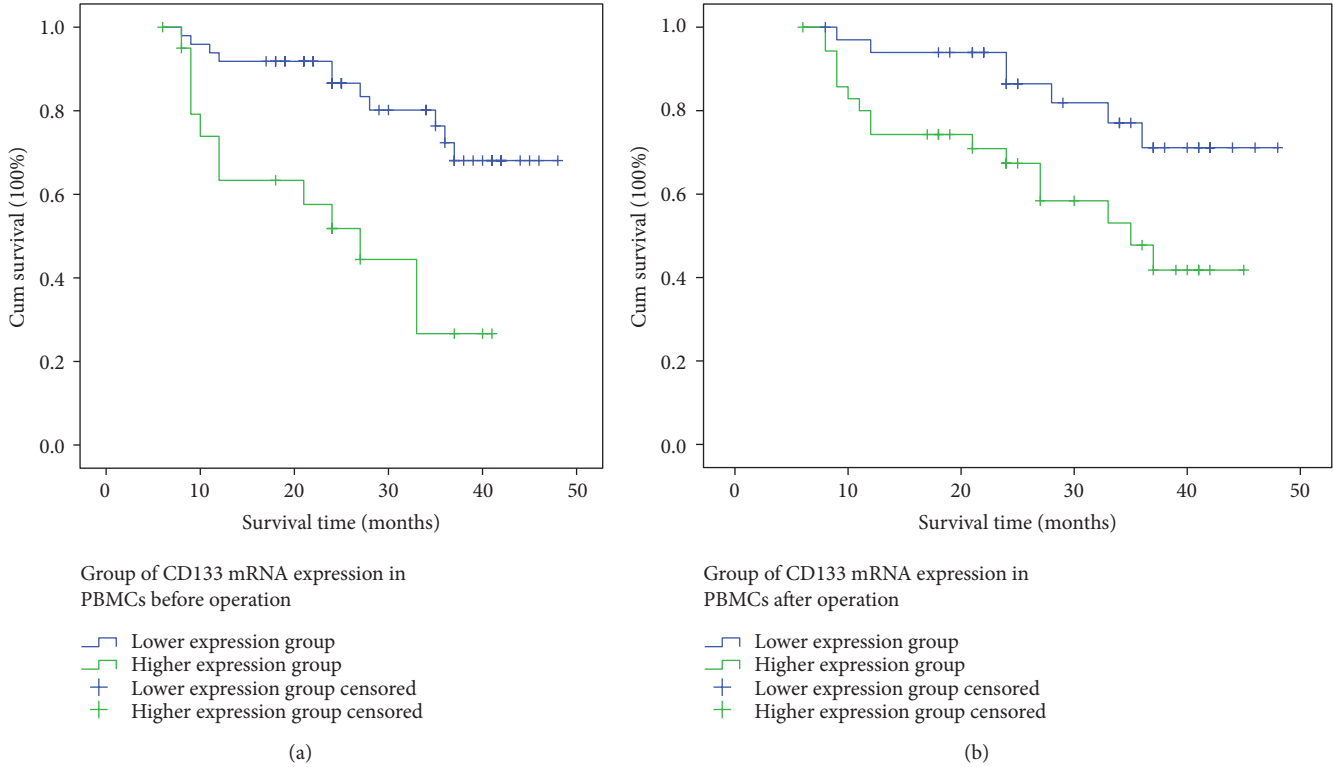 1.0
0.8
0.6
0.4
0.2
0.0
Cum survival (100%)
0 10 20 30 40 50
Survival time (months)
Group of CD133 mRNA expression in
PBMCs before operation
Lower expression group
Higher expression group
Lower expression group censored
Higher expression group censored
(a)
1.0
0.8
0.6
0.4
0.2
0.0
Cum survival (100%)
0 10 20 30 40 50
Survival time (months)
Group of CD133 mRNA expression in
PBMCs after operation
Lower expression group
Higher expression group
Lower expression group censored
Higher expression group censored
(b)